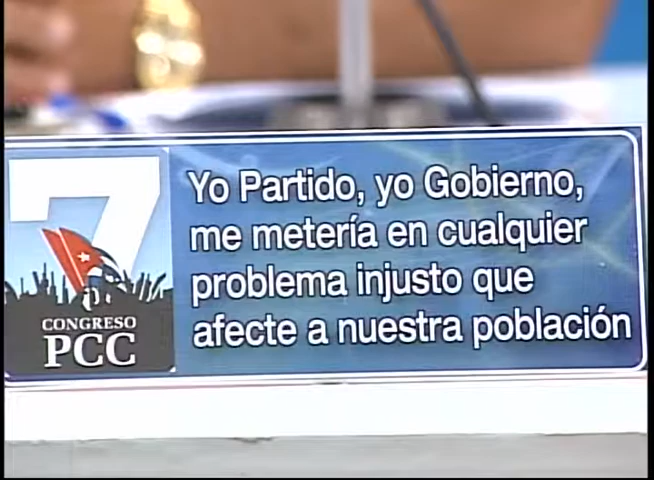 7
CONGRESO
PCC
Yo Partido, yo Gobierno,
me metería en cualquier
problema injusto que
afecte a nuestra población